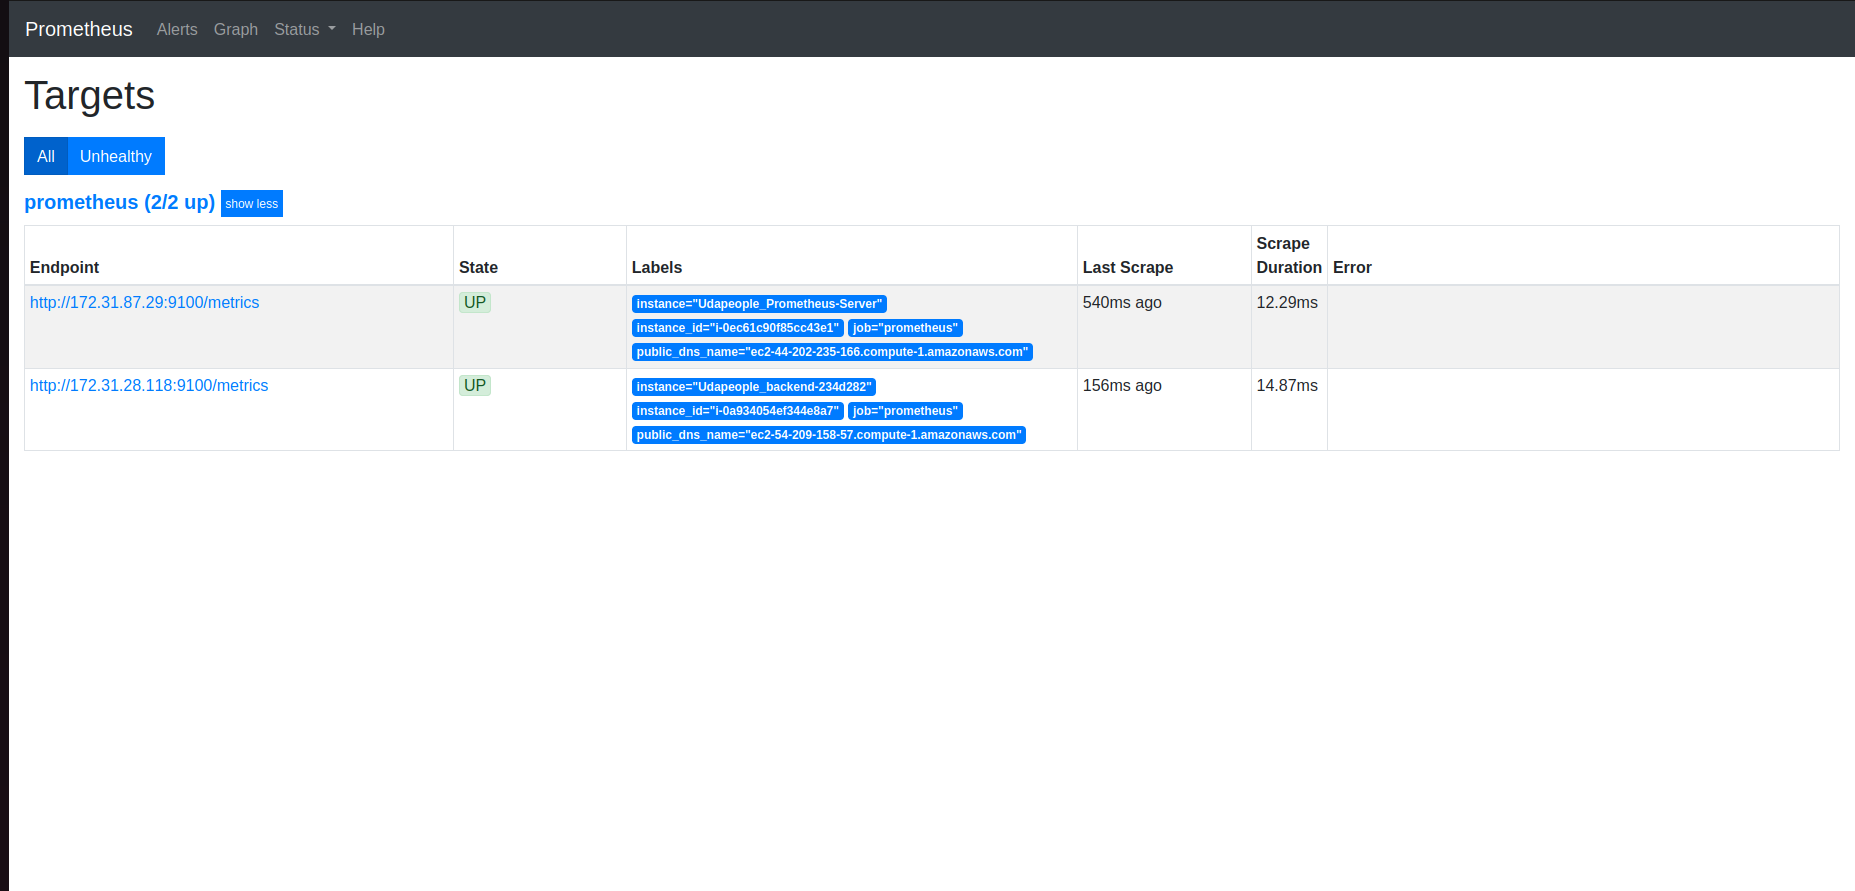 Prometheus Alerts Graph Status Help
Targets
All Unhealthy
prometheus (2/2 up) show less
Endpoint State Labels Last Scrape Scrape Duration Error
http://172.31.87.29:9100/metrics UP instance="Udapeople_Prometheus-Server" 540ms ago 12.29ms
instance_id="i-0ec61c90f85cc43e1" job="prometheus"
public_dns_name="ec2-44-202-235-166.compute-1.amazonaws.com"
http://172.31.28.118:9100/metrics UP instance="Udapeople_backend-234d282" 156ms ago 14.87ms
instance_id="i-0a934054ef344e8a7" job="prometheus"
public_dns_name="ec2-54-209-158-57.compute-1.amazonaws.com"